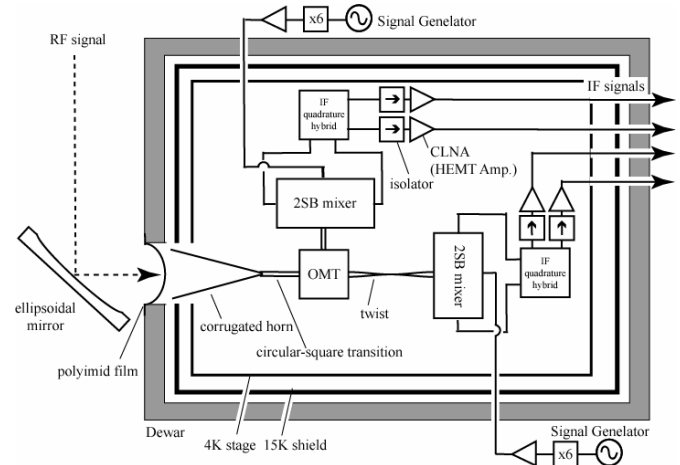 x6
Signal Genelator
RF signal
IF signals
IF
quadrature
hybrid
CLNA
(HEMT Amp.)
isolator
2SB mixer
2SB mixer
OMT
IF
quadrature
hybrid
twist
ellipsoidal
mirror
corrugated horn
circular-square transition
polyimid film
Dewar
4K stage
15K shield
Signal Genelator
x6